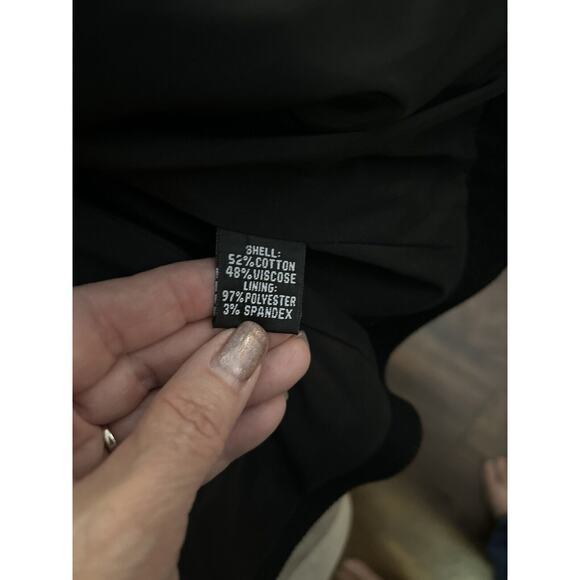 SHELL:
52%COTTON
48%VISCOSE
LINING:
97%POLYESTER
3% SPANDEX